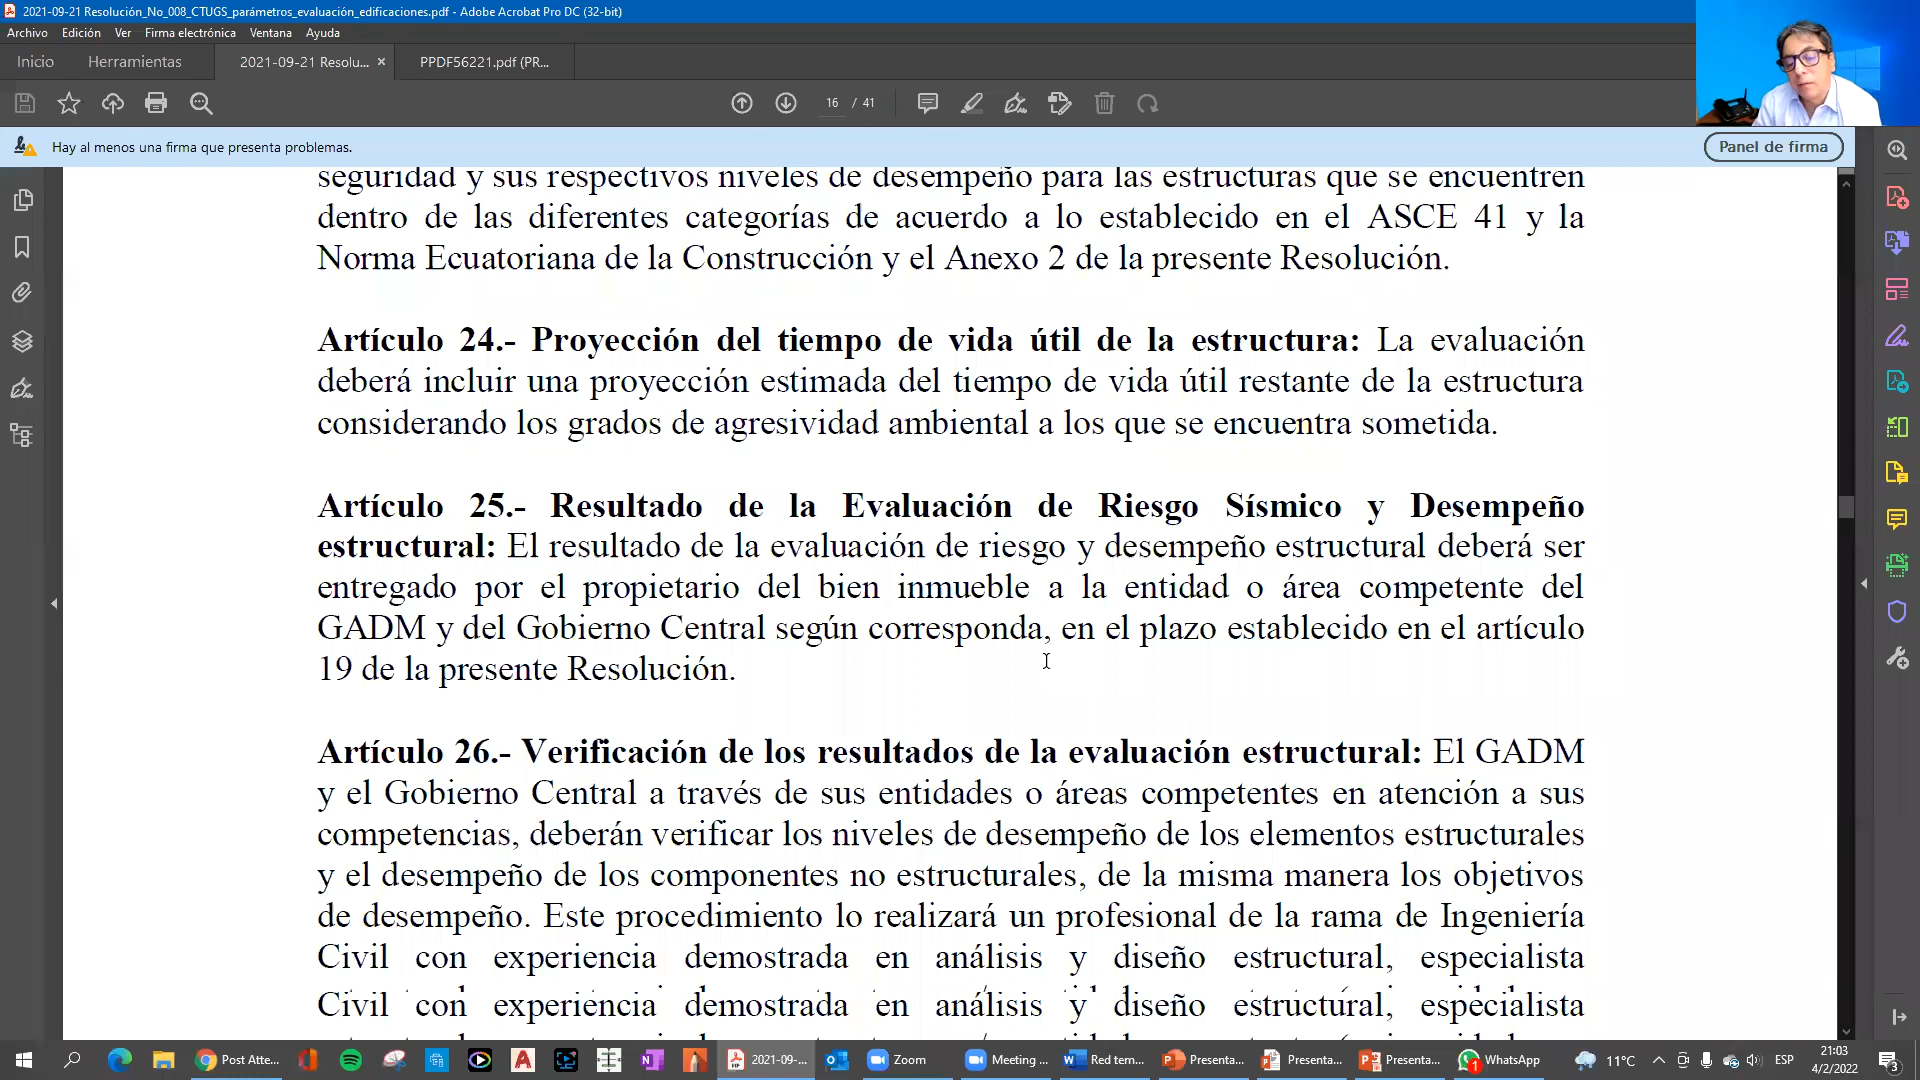 2021-09-21 Resolución_No_008_CTUGS_parámetros_evaluación_edificaciones.pdf - Adobe Acrobat Pro DC (32-bit)
Archivo Edición Ver Firma electrónica Ventana Ayuda
Inicio Herramientas 2021-09-21 Resolu... × PPDF56221.pdf (PR...
16 / 41
Hay al menos una firma que presenta problemas.
Panel de firma
seguridad y sus respectivos niveles de desempeño para las estructuras que se encuentren
dentro de las diferentes categorías de acuerdo a lo establecido en el ASCE 41 y la
Norma Ecuatoriana de la Construcción y el Anexo 2 de la presente Resolución.
Artículo 24.- Proyección del tiempo de vida útil de la estructura: La evaluación
deberá incluir una proyección estimada del tiempo de vida útil restante de la estructura
considerando los grados de agresividad ambiental a los que se encuentra sometida.
Artículo 25.- Resultado de la Evaluación de Riesgo Sísmico y Desempeño
estructural: El resultado de la evaluación de riesgo y desempeño estructural deberá ser
entregado por el propietario del bien inmueble a la entidad o área competente del
GADM y del Gobierno Central según corresponda, en el plazo establecido en el artículo
19 de la presente Resolución.
Artículo 26.- Verificación de los resultados de la evaluación estructural: El GADM
y el Gobierno Central a través de sus entidades o áreas competentes en atención a sus
competencias, deberán verificar los niveles de desempeño de los elementos estructurales
y el desempeño de los componentes no estructurales, de la misma manera los objetivos
de desempeño. Este procedimiento lo realizará un profesional de la rama de Ingeniería
Civil con experiencia demostrada en análisis y diseño estructural, especialista
Civil con experiencia demostrada en análisis y diseño estructural, especialista
Post Atte... 2021-09-... Zoom Meeting ... Red tem... Presenta... Presenta... Presenta... 1 WhatsApp 11°C ESP 21:03
4/2/2022 3